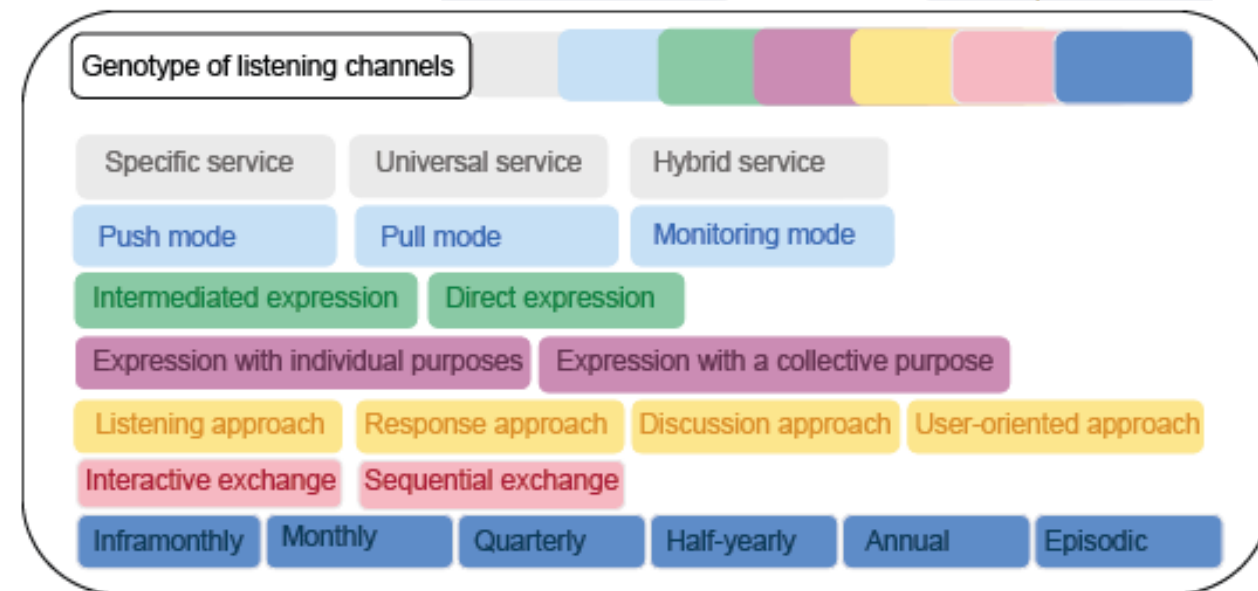 Genotype of listening channels
Specific service Universal service Hybrid service
Push mode Pull mode Monitoring mode
Intermediated expression Direct expression
Expression with individual purposes Expression with a collective purpose
Listening approach Response approach Discussion approach User-oriented approach
Interactive exchange Sequential exchange
Inframonthly Monthly Quarterly Half-yearly Annual Episodic